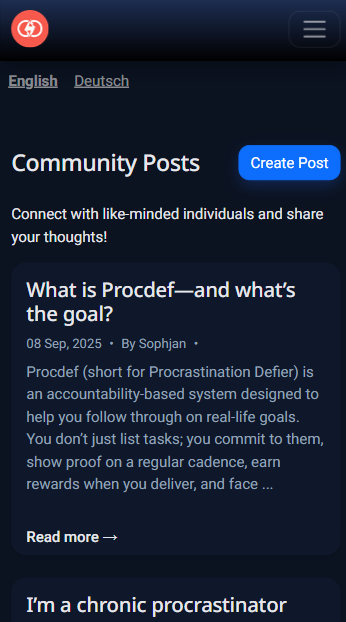 English Deutsch
Community Posts
Create Post
Connect with like-minded individuals and share
your thoughts!
What is Procdef—and what’s
the goal?
08 Sep, 2025 • By Sophjan •
Procdef (short for Procrastination Defier) is
an accountability-based system designed to
help you follow through on real-life goals.
You don’t just list tasks; you commit to them,
show proof on a regular cadence, earn
rewards when you deliver, and face ...
Read more →
I’m a chronic procrastinator